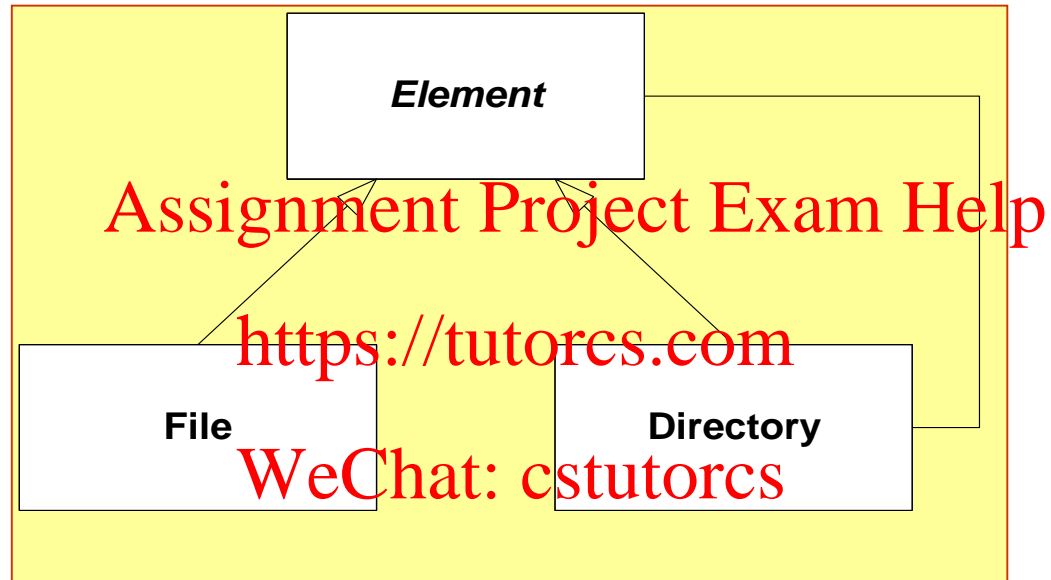 Element
Assignment Project Exam Help
https://tutorcs.com
File
Directory
WeChat: cstutorcs